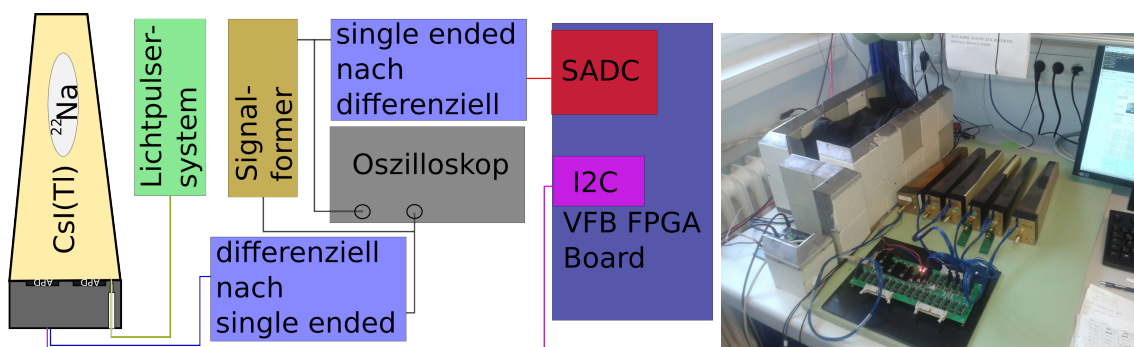 CsI(Tl)
²²Na
APD
APD
Lichtpulser-
system
Signal-
former
single ended
nach
differenziell
Oszilloskop
differenziell
nach
single ended
SADC
I2C
VFB FPGA
Board